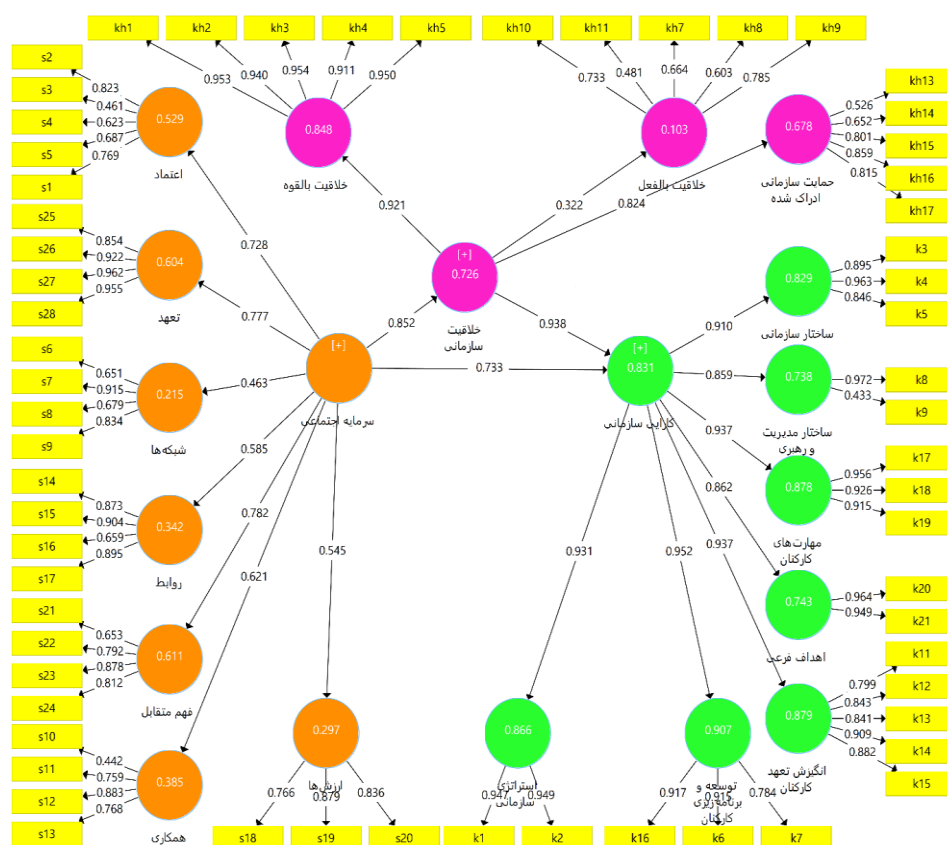 kh1
kh2
kh3
kh4
kh5
kh10
kh11
kh7
kh8
kh9
0.953
0.940
0.954
0.911
0.950
0.733
0.481
0.664
0.603
0.785
0.848
خلاقیت بالقوه
0.103
خلاقیت بالفعل
0.678
حمایت سازمانی
ادراک شده
0.526
0.652
0.801
0.859
0.815
kh13
kh14
kh15
kh16
kh17
s2
s3
s4
s5
s1
0.823
0.461
0.623
0.687
0.769
0.529
اعتماد
s25
s26
s27
s28
0.854
0.922
0.962
0.955
0.604
تعهد
s6
s7
s8
s9
0.651
0.915
0.679
0.834
0.215
شبکه‌ها
s14
s15
s16
s17
0.873
0.904
0.659
0.895
0.342
روابط
s21
s22
s23
s24
0.653
0.792
0.878
0.812
0.611
فهم متقابل
s10
s11
s12
s13
0.442
0.759
0.883
0.768
0.385
همکاری
0.728
0.777
0.463
0.585
0.782
0.621
0.545
[+]
سرمایه اجتماعی
0.852
0.733
0.921
0.322
0.824
[+]
0.726
خلاقیت
سازمانی
0.938
[+]
0.831
کارایی سازمانی
0.910
0.859
0.937
0.862
0.937
0.952
0.931
0.829
ساختار سازمانی
0.895
0.963
0.846
k3
k4
k5
0.738
ساختار مدیریت
و رهبری
0.972
0.433
k8
k9
0.878
مهارت‌های
کارکنان
0.956
0.926
0.915
k17
k18
k19
0.743
اهداف فرعی
0.964
0.949
k20
k21
0.879
انگیزش تعهد
کارکنان
0.799
0.843
0.841
0.909
0.882
k11
k12
k13
k14
k15
0.297
ارزش‌ها
0.766
0.879
0.836
s18
s19
s20
0.866
استراتژی
سازمانی
0.947
0.949
k1
k2
0.907
توسعه و
برنامه‌ریزی
کارکنان
0.917
0.915
0.784
k16
k6
k7